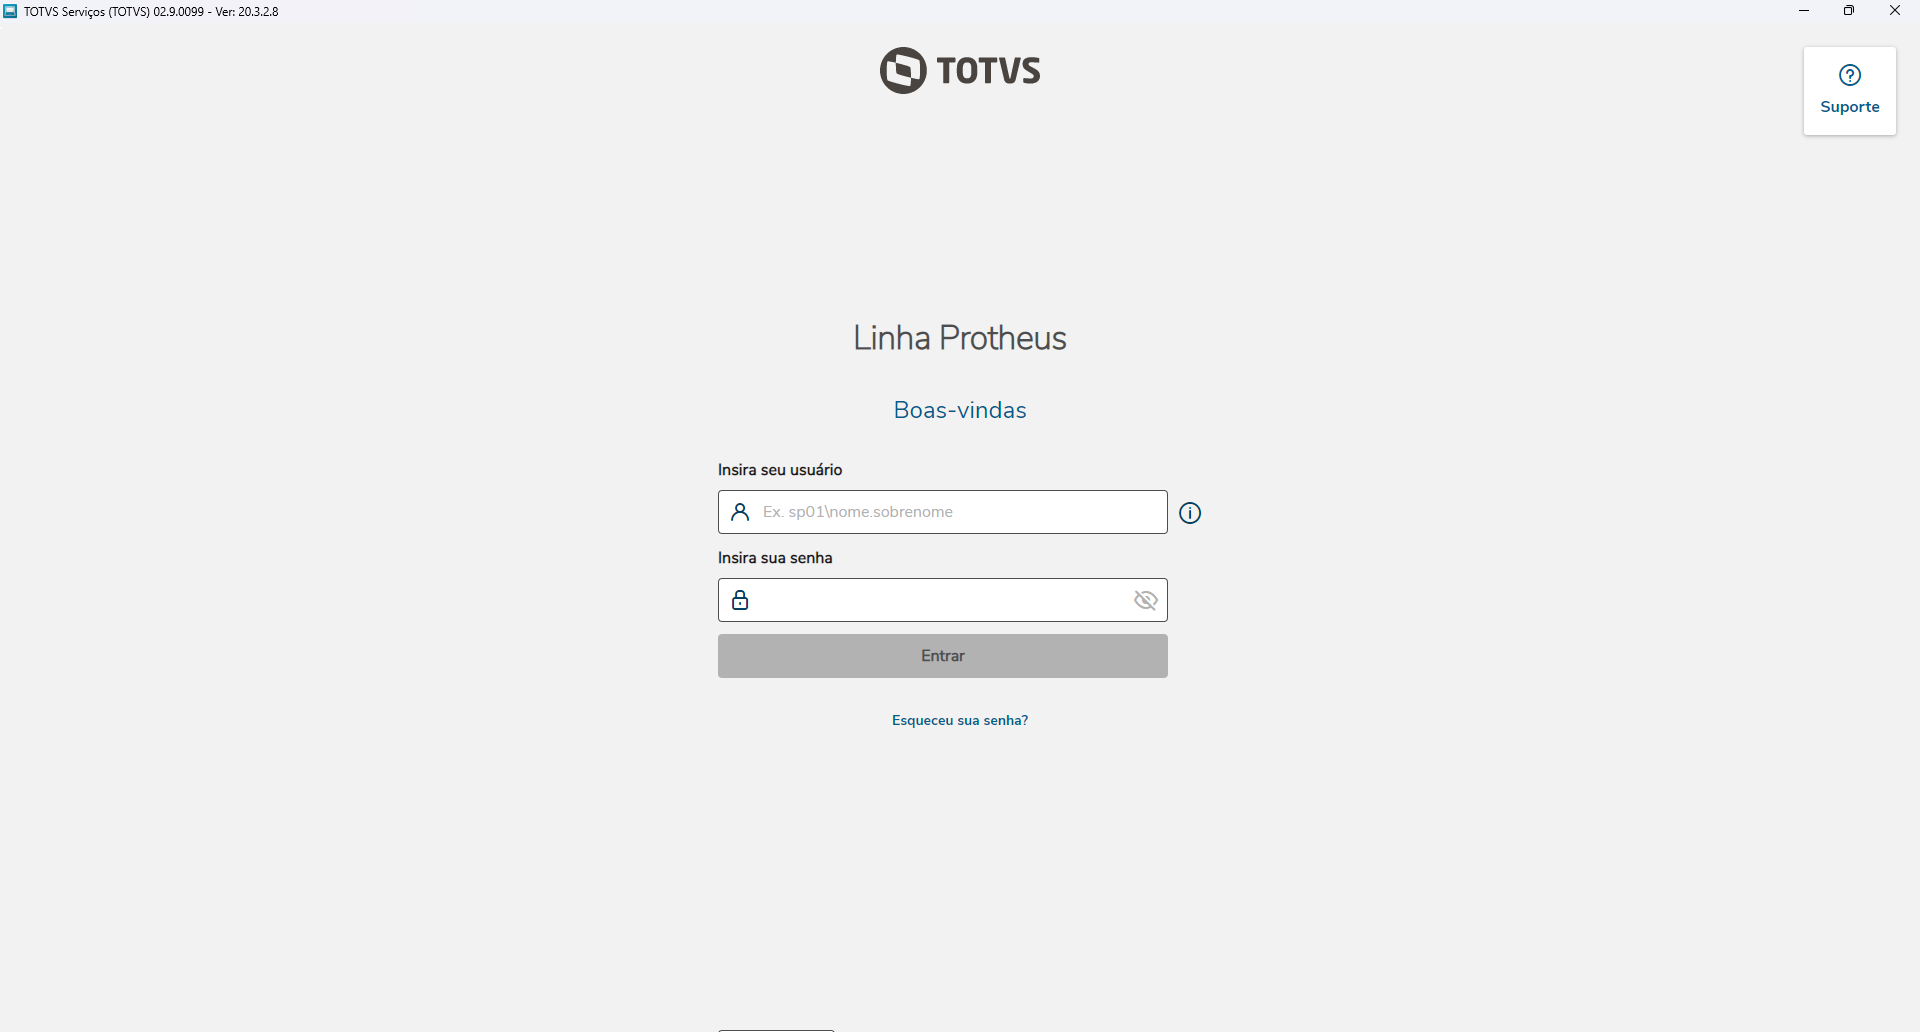 TOTVS Serviços (TOTVS) 02.9.0099 - Ver: 20.3.2.8
TOTVS
Suporte
Linha Protheus
Boas-vindas
Insira seu usuário
Ex. sp01\nome.sobrenome
Insira sua senha
Entrar
Esqueceu sua senha?